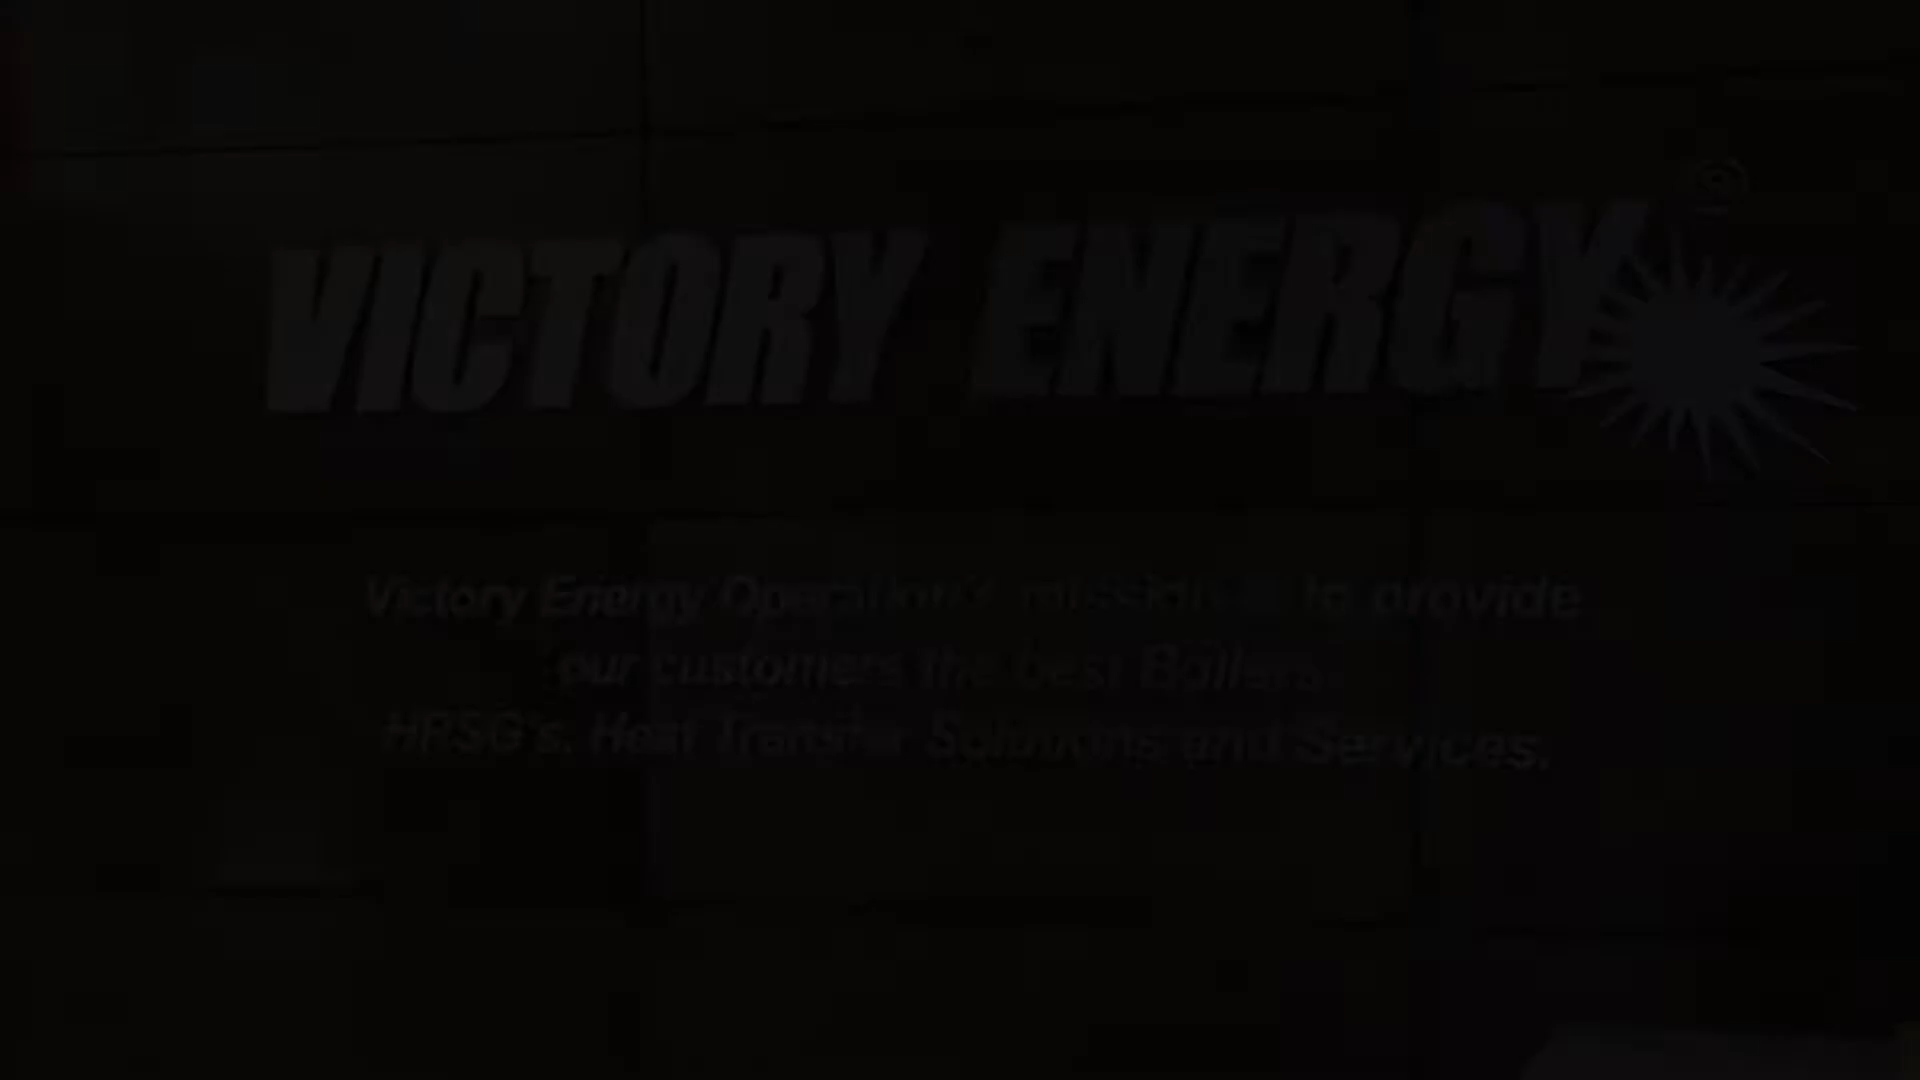 VICTORY ENERGY®
Victory Energy Operations' mission is to provide
our customers the best Boilers,
HRSG's, Heat Transfer Solutions and Services.